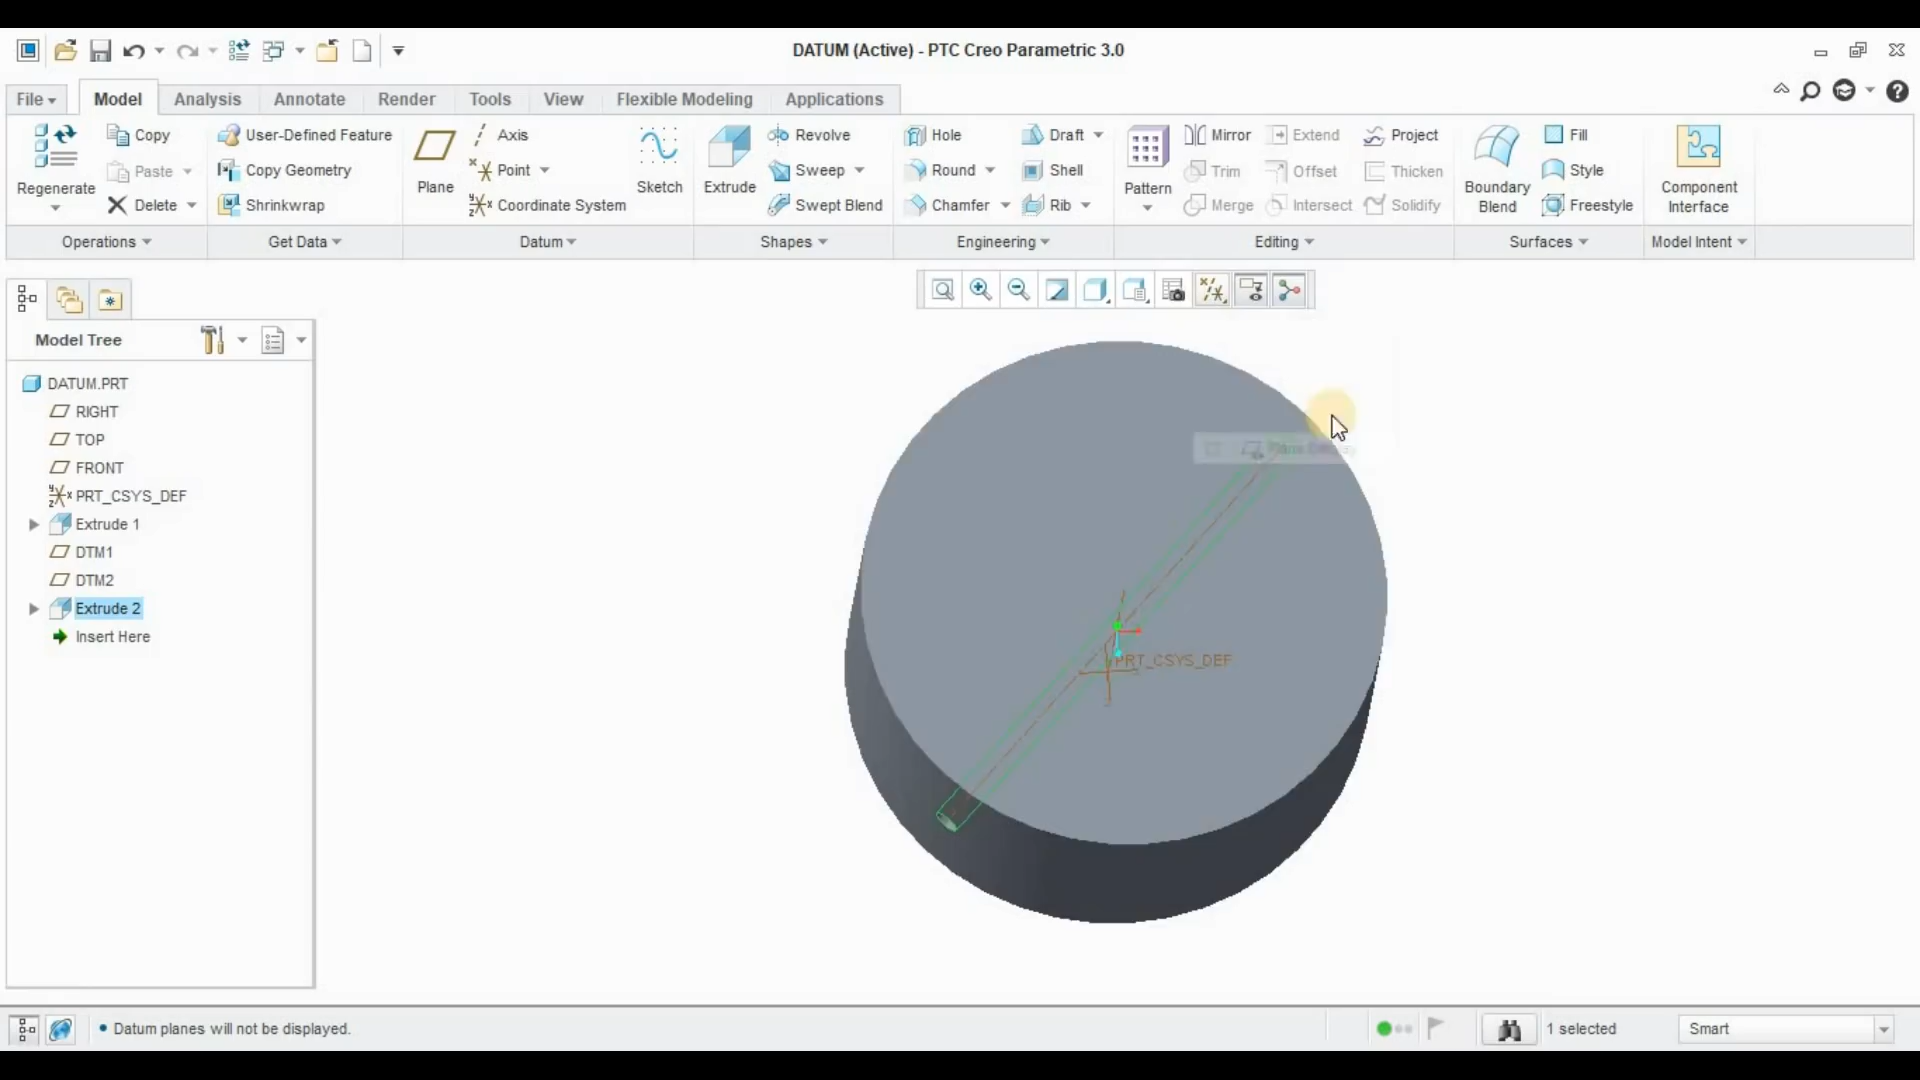 DATUM (Active) - PTC Creo Parametric 3.0
File
Model
Analysis
Annotate
Render
Tools
View
Flexible Modeling
Applications
Regenerate
Copy
Paste
Delete
Operations
User-Defined Feature
Copy Geometry
Shrinkwrap
Get Data
Plane
Axis
Point
Coordinate System
Sketch
Datum
Extrude
Revolve
Sweep
Swept Blend
Shapes
Hole
Round
Chamfer
Draft
Shell
Rib
Engineering
Pattern
Mirror
Trim
Merge
Extend
Offset
Intersect
Project
Thicken
Solidify
Editing
Boundary
Blend
Fill
Style
Freestyle
Surfaces
Component
Interface
Model Intent
Model Tree
DATUM.PRT
RIGHT
TOP
FRONT
PRT_CSYS_DEF
Extrude 1
DTM1
DTM2
Extrude 2
Insert Here
Plane Display
PRT_CSYS_DEF
Datum planes will not be displayed.
1 selected
Smart